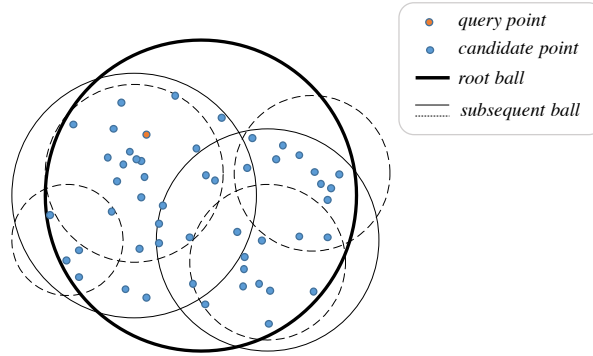 query point
candidate point
root ball
subsequent ball